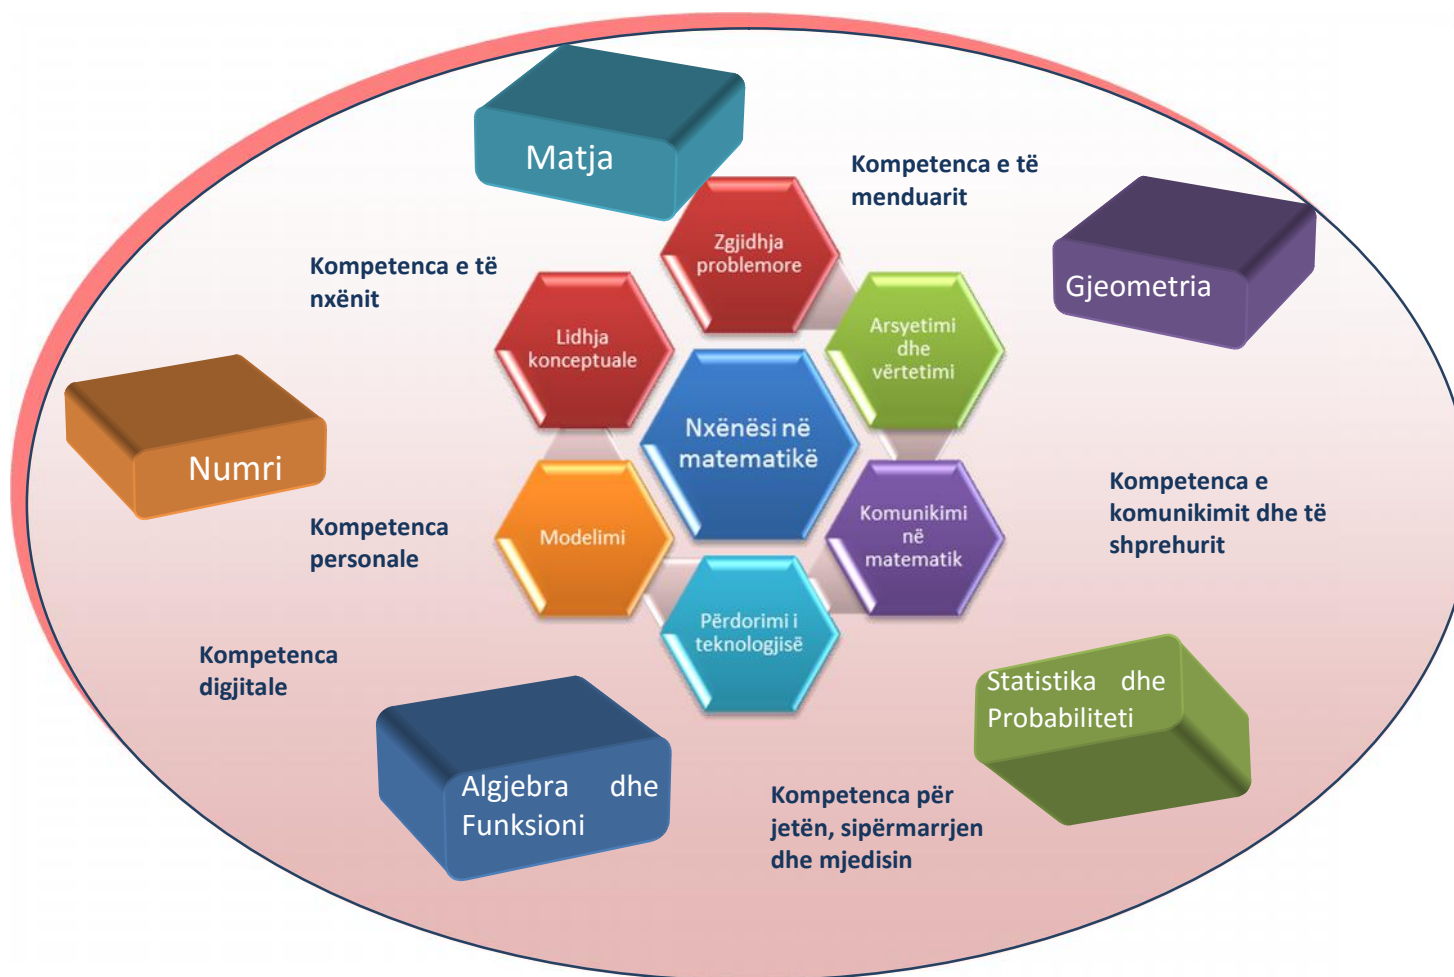 Matja
Kompetenca e të
menduarit
Zgjidhja
problemore
Kompetenca e të
nxënit
Gjeometria
Lidhja
konceptuale
Arsyetimi
dhe
vërtetimi
Nxënësi në
matematikë
Numri
Kompetenca
personale
Modelimi
Komunikimi
në
matematik
Kompetenca e
komunikimit dhe të
shprehurit
Përdorimi i
teknologjisë
Kompetenca
digjitale
Statistika dhe
Probabiliteti
Algjebra dhe
Funksioni
Kompetenca për
jetën, sipërmarrjen
dhe mjedisin